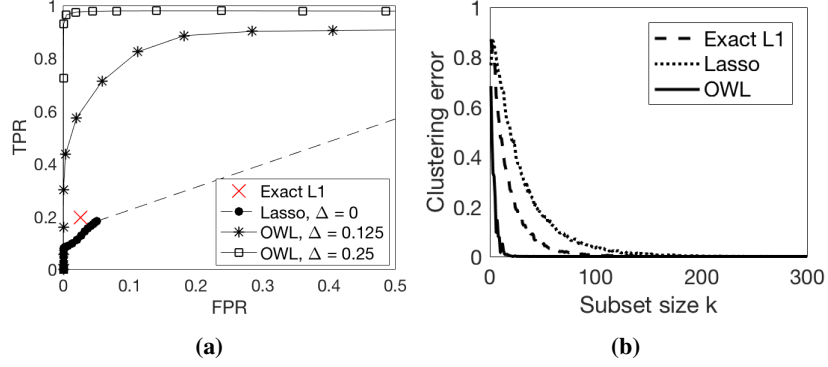 1
0.8
0.6
0.4
0.2
0
TPR
0 0.1 0.2 0.3 0.4 0.5
FPR
Exact L1
Lasso, Δ = 0
OWL, Δ = 0.125
OWL, Δ = 0.25
(a)
1
0.8
0.6
0.4
0.2
0
Clustering error
0 100 200 300
Subset size k
Exact L1
Lasso
OWL
(b)